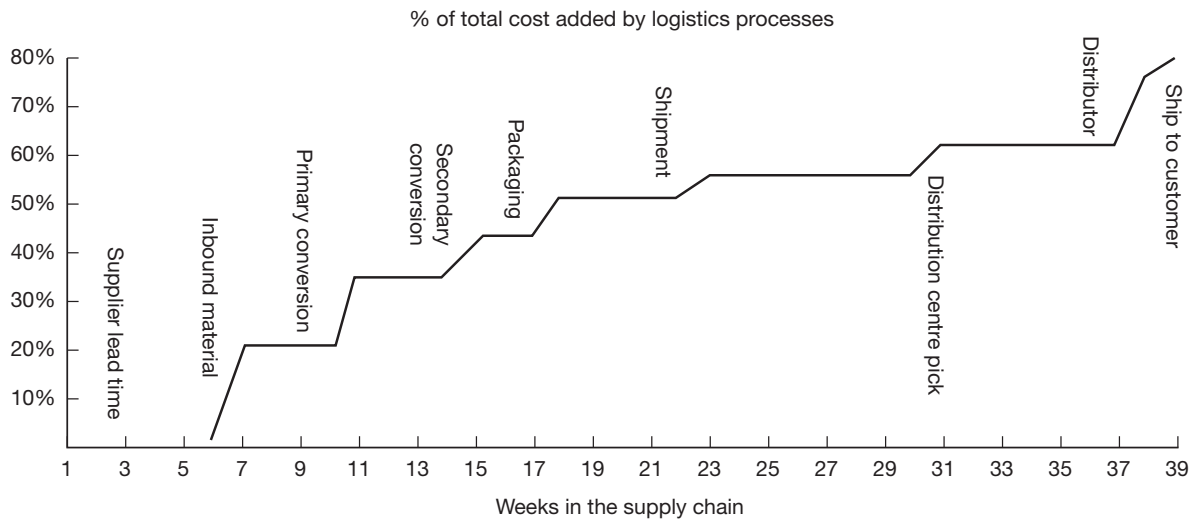 % of total cost added by logistics processes
80%
70%
60%
50%
40%
30%
20%
10%
Supplier lead time
Inbound material
Primary conversion
Secondary
conversion
Packaging
Shipment
Distribution centre pick
Distributor
Ship to customer
1 3 5 7 9 11 13 15 17 19 21 23 25 27 29 31 33 35 37 39
Weeks in the supply chain